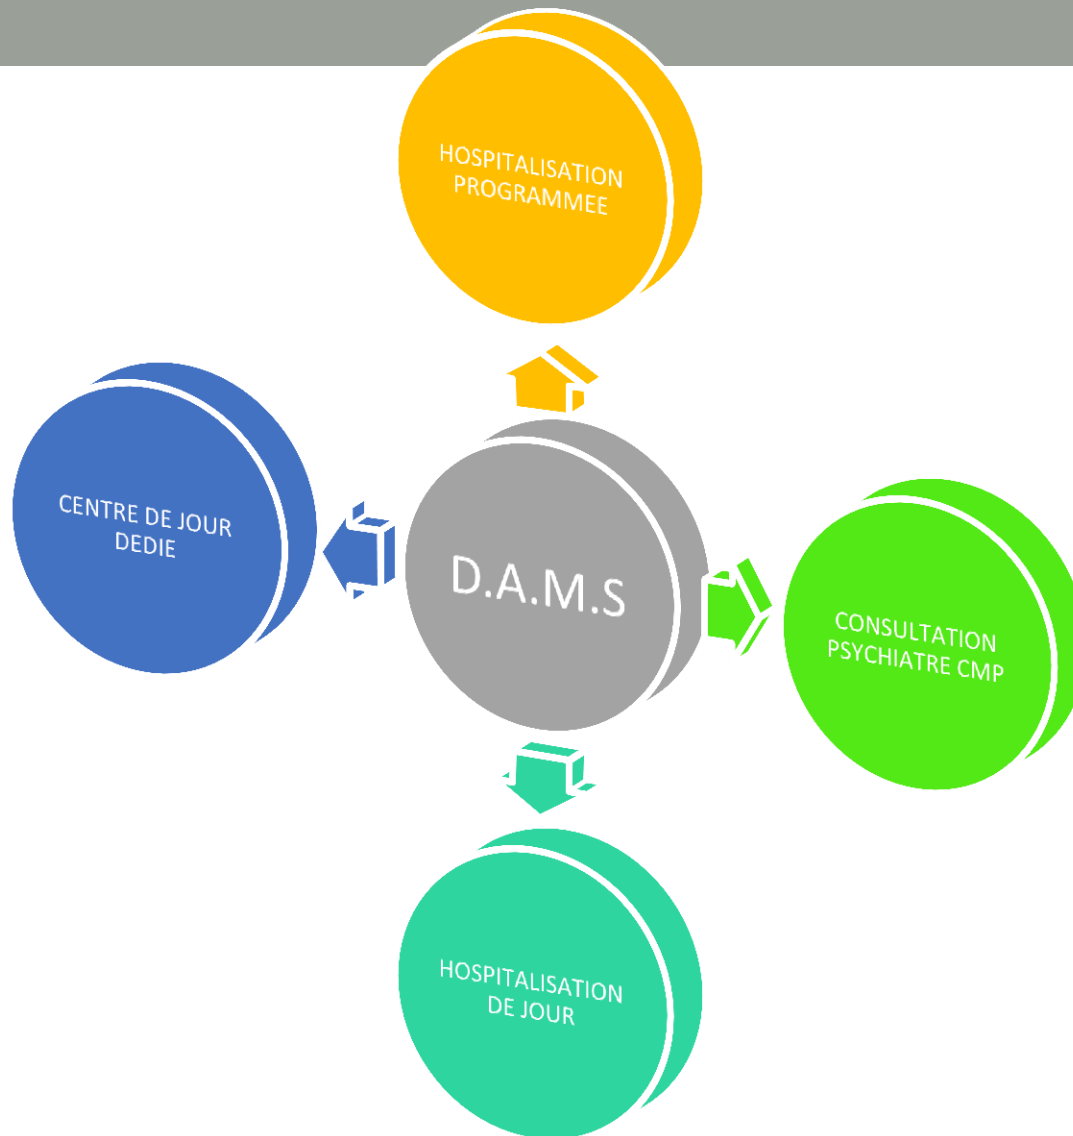 HOSPITALISATION
PROGRAMMEE
CENTRE DE JOUR
DEDIE
D.A.M.S
CONSULTATION
PSYCHIATRE CMP
HOSPITALISATION
DE JOUR